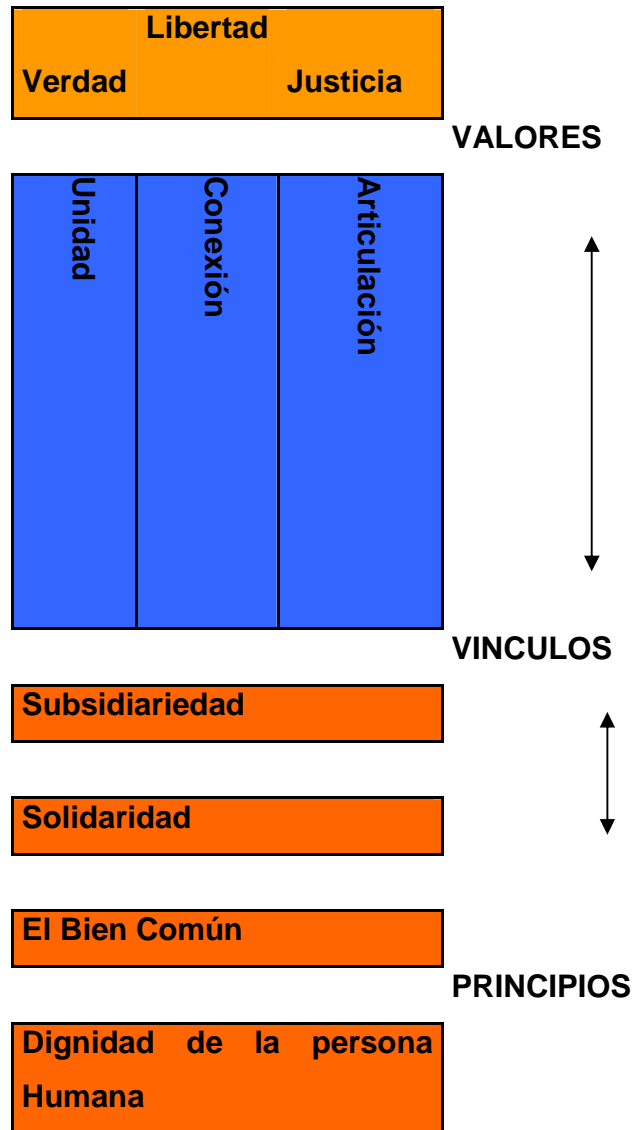 Libertad
Verdad Justicia
VALORES
Unidad
Conexión
Articulación
VINCULOS
Subsidiariedad
Solidaridad
El Bien Común
PRINCIPIOS
Dignidad de la persona
Humana